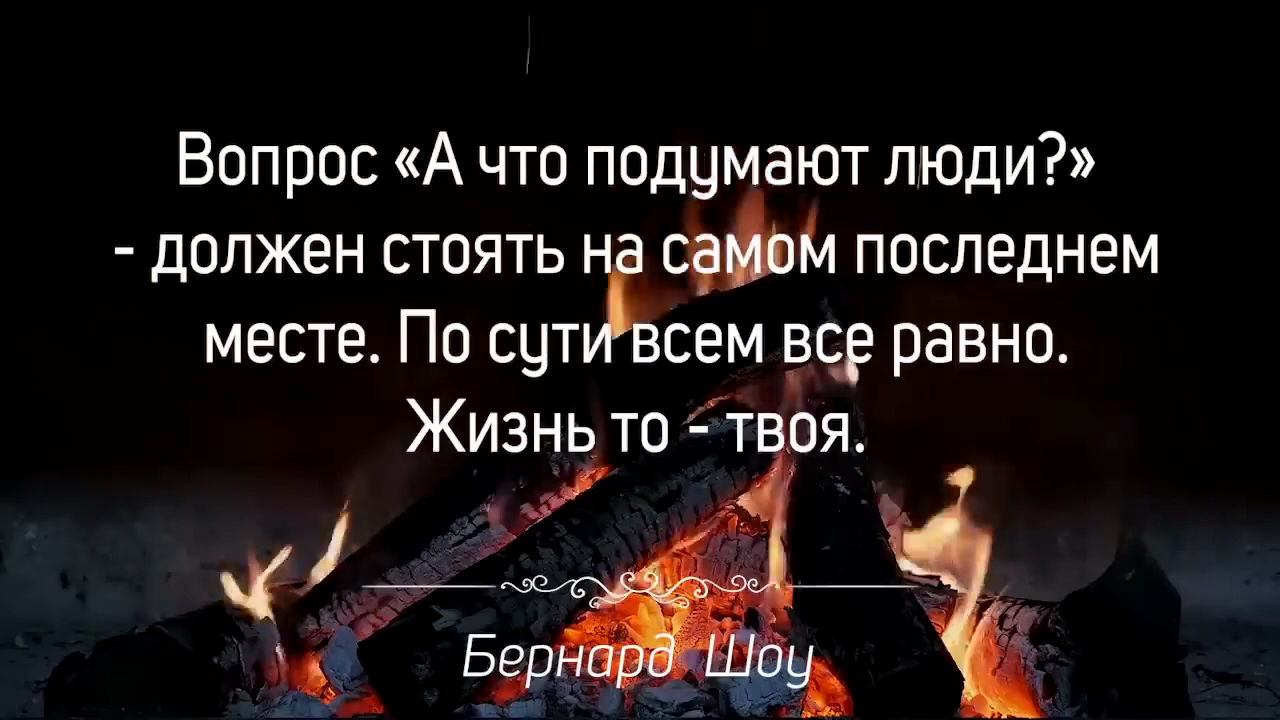 Вопрос «А что подумают люди?»
- должен стоять на самом последнем
месте. По сути всем все равно.
Жизнь то - твоя.
Бернард Шоу